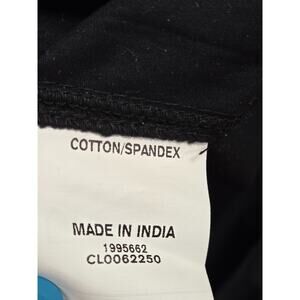 COTTON/SPANDEX
MADE IN INDIA
1995662
CL0062250